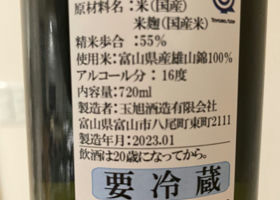 原材料名：米（国産）
米麹（国産米）
精米歩合：55％
使用米：富山県産雄山錦100％
アルコール分：16度
内容量：720ml
製造者：玉旭酒造有限会社
富山県富山市八尾町東町2111
製造年月：2023.01
飲酒は20歳になってから。
要冷蔵